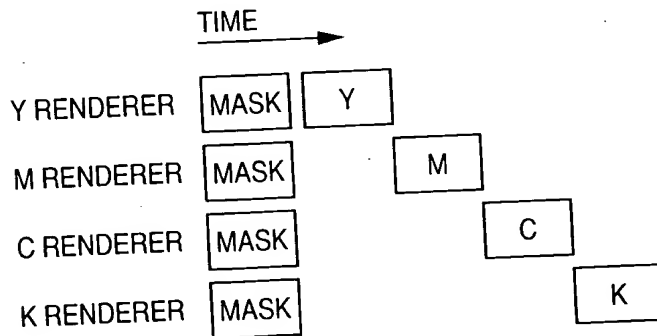 TIME
Y RENDERER MASK Y
M RENDERER MASK M
C RENDERER MASK C
K RENDERER MASK K